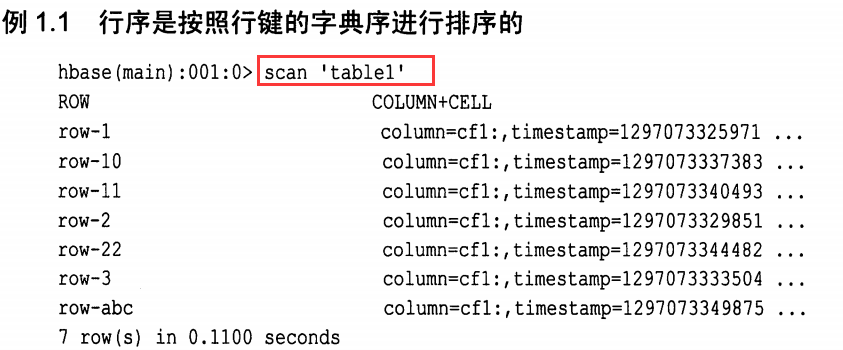 例 1.1 行序是按照行键的字典序进行排序的
hbase(main):001:0> scan 'table1'
ROW COLUMN+CELL
row-1 column=cf1:,timestamp=1297073325971 ...
row-10 column=cf1:,timestamp=1297073337383 ...
row-11 column=cf1:,timestamp=1297073340493 ...
row-2 column=cf1:,timestamp=1297073329851 ...
row-22 column=cf1:,timestamp=1297073344482 ...
row-3 column=cf1:,timestamp=1297073333504 ...
row-abc column=cf1:,timestamp=1297073349875 ...
7 row(s) in 0.1100 seconds